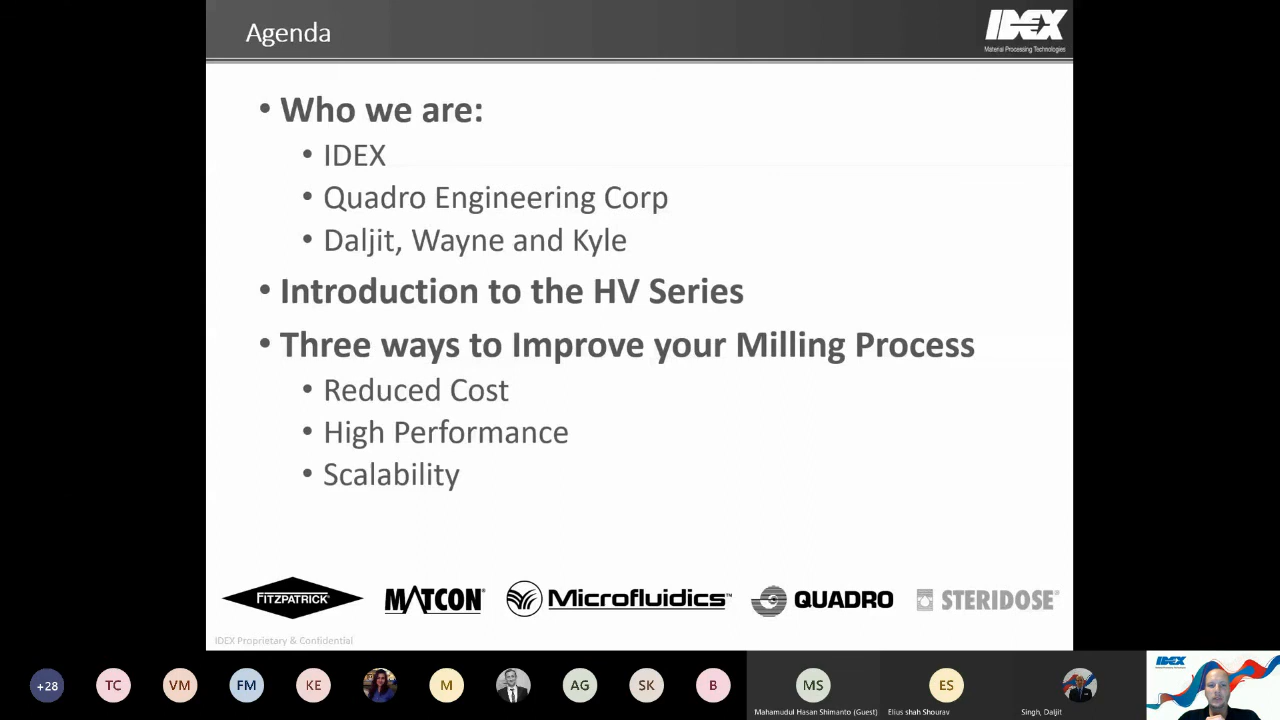 Agenda
IDEX
Material Processing Technologies
• Who we are:
• IDEX
• Quadro Engineering Corp
• Daljit, Wayne and Kyle
• Introduction to the HV Series
• Three ways to Improve your Milling Process
• Reduced Cost
• High Performance
• Scalability
FITZPATRICK®
MATCON®
Microfluidics™
QUADRO
STERIDOSE®
IDEX Proprietary & Confidential
+28
TC
VM
FM
KE
M
AG
SK
B
MS
ES
Mahamudul Hasan Shimanto (Guest)
Elius shah Shourav
Singh, Daljit
IDEX